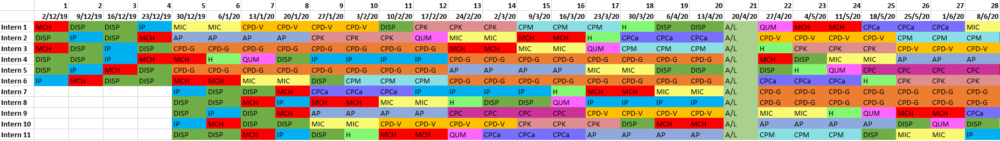 1 2 3 4 5 6 7 8 9 10 11 12 13 14 15 16 17 18 19 20 21 22 23 24 25 26 27 28
2/12/19 9/12/19 16/12/19 23/12/19 30/12/19 6/1/20 13/1/20 20/1/20 27/1/20 3/2/20 10/2/20 17/2/20 24/2/20 2/3/20 9/3/20 16/3/20 23/3/20 30/3/20 6/4/20 13/4/20 20/4/20 27/4/20 4/5/20 11/5/20 18/5/20 25/5/20 1/6/20 8/6/20
Intern 1 MCH DISP DISP IP MIC MIC CPD-V CPD-V CPD-V CPD-V DISP CPK CPK CPK CPM CPM CPM H DISP DISP A/L QUM MCH MCH CPCa CPCa CPCa MIC
Intern 2 DISP IP DISP MCH AP AP AP AP CPK CPK CPK QUM MIC MIC MCH MCH H CPCa CPCa CPCa A/L CPD-V CPD-V CPD-V CPD-V CPM CPM CPM
Intern 3 MCH DISP IP DISP CPD-G CPD-G CPD-G CPD-G CPD-G CPD-G CPD-G CPD-G MCH MCH MIC MIC QUM CPM CPM CPM A/L H CPK CPK CPK CPD-V CPD-V CPD-V
Intern 4 DISP DISP IP MCH MCH H QUM DISP IP IP IP IP CPD-G CPD-G CPD-G CPD-G CPD-G CPD-G CPD-G CPD-G A/L MCH DISP MIC MIC AP AP AP
Intern 5 DISP IP MCH DISP CPD-G CPD-G CPD-G CPD-G CPD-G CPD-G CPD-G CPD-G AP AP AP AP MIC MIC DISP DISP A/L DISP H QUM CPC CPC CPC CPC
Intern 6 IP MCH DISP DISP MCH MCH MIC MIC DISP CPM CPM CPM CPD-G CPD-G CPD-G CPD-G CPD-G CPD-G CPD-G CPD-G A/L CPCa CPCa CPCa H CPK CPK CPK
Intern 7 IP DISP DISP MCH CPCa CPCa CPCa IP IP IP IP H MCH MCH MIC MIC A/L CPD-G CPD-G CPD-G CPD-G CPD-G CPD-G CPD-G
Intern 8 DISP DISP MCH IP MCH MCH MIC MIC H DISP DISP QUM IP IP IP IP A/L CPD-G CPD-G CPD-G CPD-G CPD-G CPD-G CPD-G
Intern 9 DISP IP DISP MCH AP AP AP AP CPC CPC CPC CPC CPD-V CPD-V CPD-V CPD-V A/L MIC MIC H QUM MCH MCH CPCa
Intern 10 IP MCH DISP DISP MIC MIC CPD-V CPD-V CPD-V CPD-V CPK CPK CPK DISP MCH MCH A/L AP AP AP AP DISP QUM DISP
Intern 11 DISP DISP MCH IP DISP H MCH MCH QUM CPCa CPCa CPCa AP AP AP AP A/L CPM CPM CPM DISP MIC MIC IP